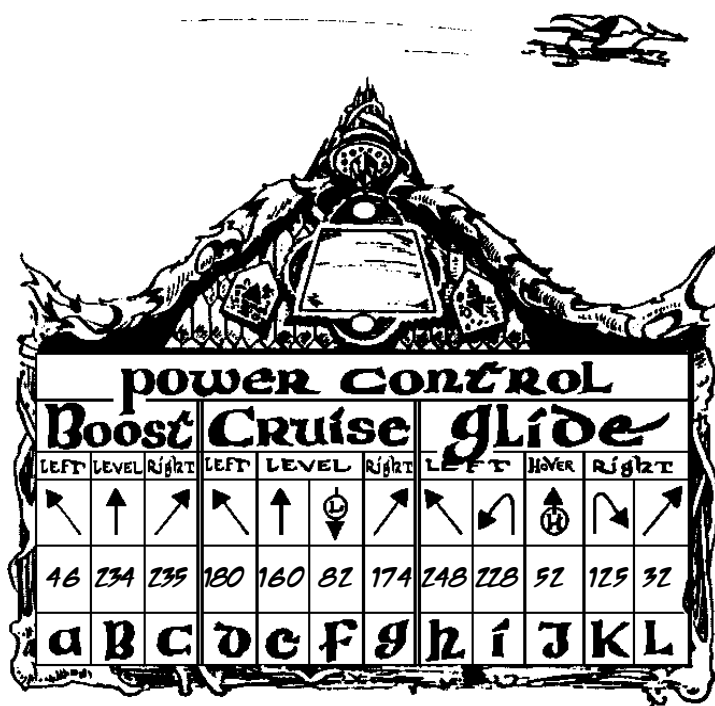 POWER CONTROL
Boost Cruise Glide
LEFT LEVEL Right LEFT LEVEL Right LEFT HOVER Right
L H
46 234 235 180 160 82 174 248 228 52 125 32
a B C D e F g h i J K L